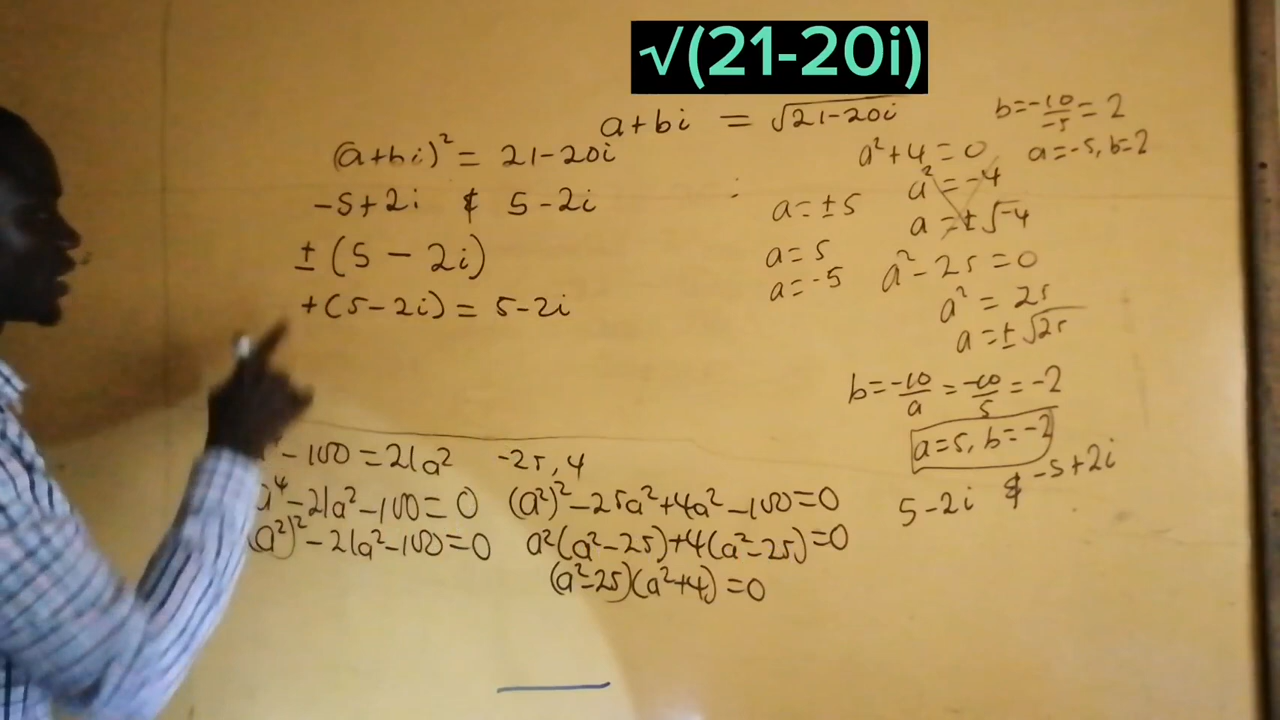 √(21-20i)
a+bi = √21-20i
(a+bi)² = 21-20i
-5+2i & 5-2i
±(5-2i)
+(5-2i) = 5-2i
-100 = 21a²
a⁴-21a²-100=0
(a²)²-21a²-100=0
-25, 4
(a²)²-25a²+4a²-100=0
a²(a²-25)+4(a²-25)=0
(a²-25)(a²+4)=0
a=±5
a=5
a=-5
a²+4=0
a²=-4
a=±√-4
a²-25=0
a²=25
a=±√25
b=-10/a=-10/5=-2
a=5, b=-2
5-2i & -5+2i
b=-10/-5=2
a=-5, b=2